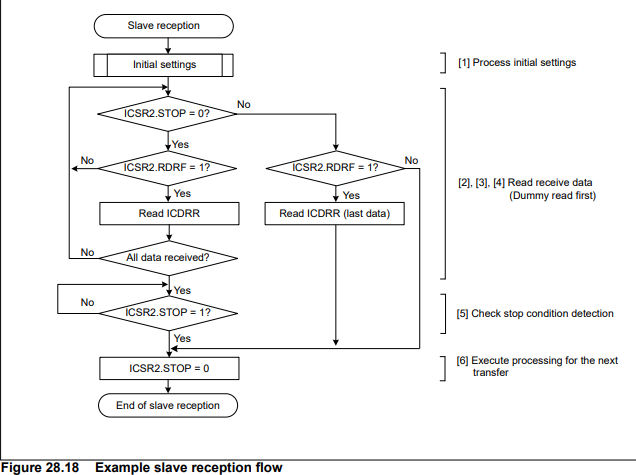 Slave reception
Initial settings
[1] Process initial settings
ICSR2.STOP = 0?
No
Yes
ICSR2.RDRF = 1?
No
Yes
ICSR2.RDRF = 1?
No
Yes
[2], [3], [4] Read receive data
(Dummy read first)
Read ICDRR
Read ICDRR (last data)
All data received?
No
Yes
ICSR2.STOP = 1?
No
Yes
[5] Check stop condition detection
ICSR2.STOP = 0
[6] Execute processing for the next
transfer
End of slave reception
Figure 28.18 Example slave reception flow